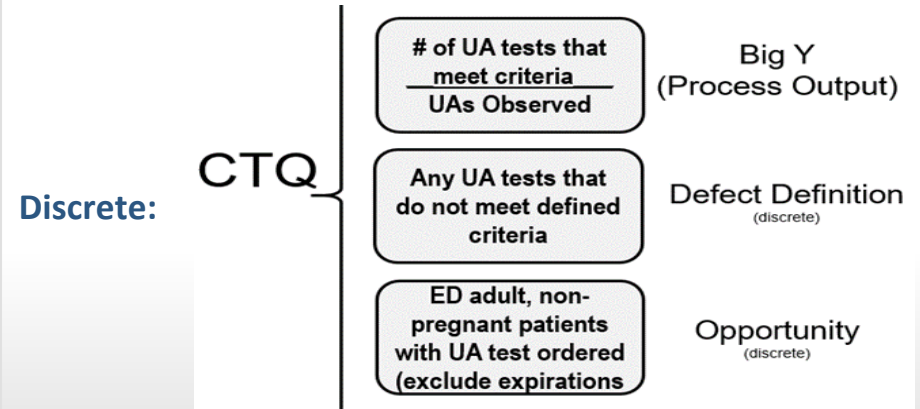 Discrete:
CTQ
# of UA tests that
meet criteria
UAs Observed
Big Y
(Process Output)
Any UA tests that
do not meet defined
criteria
Defect Definition
(discrete)
ED adult, non-
pregnant patients
with UA test ordered
(exclude expirations
Opportunity
(discrete)